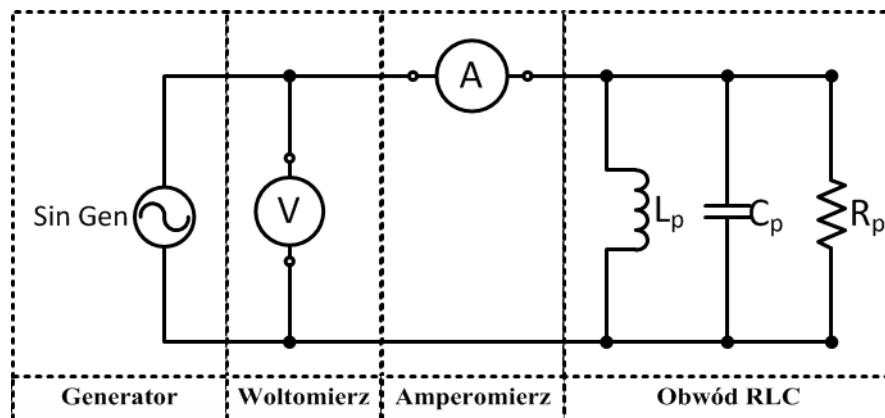 A
Sin Gen
V
Lp
Cp
Rp
Generator
Woltomierz
Amperomierz
Obwód RLC